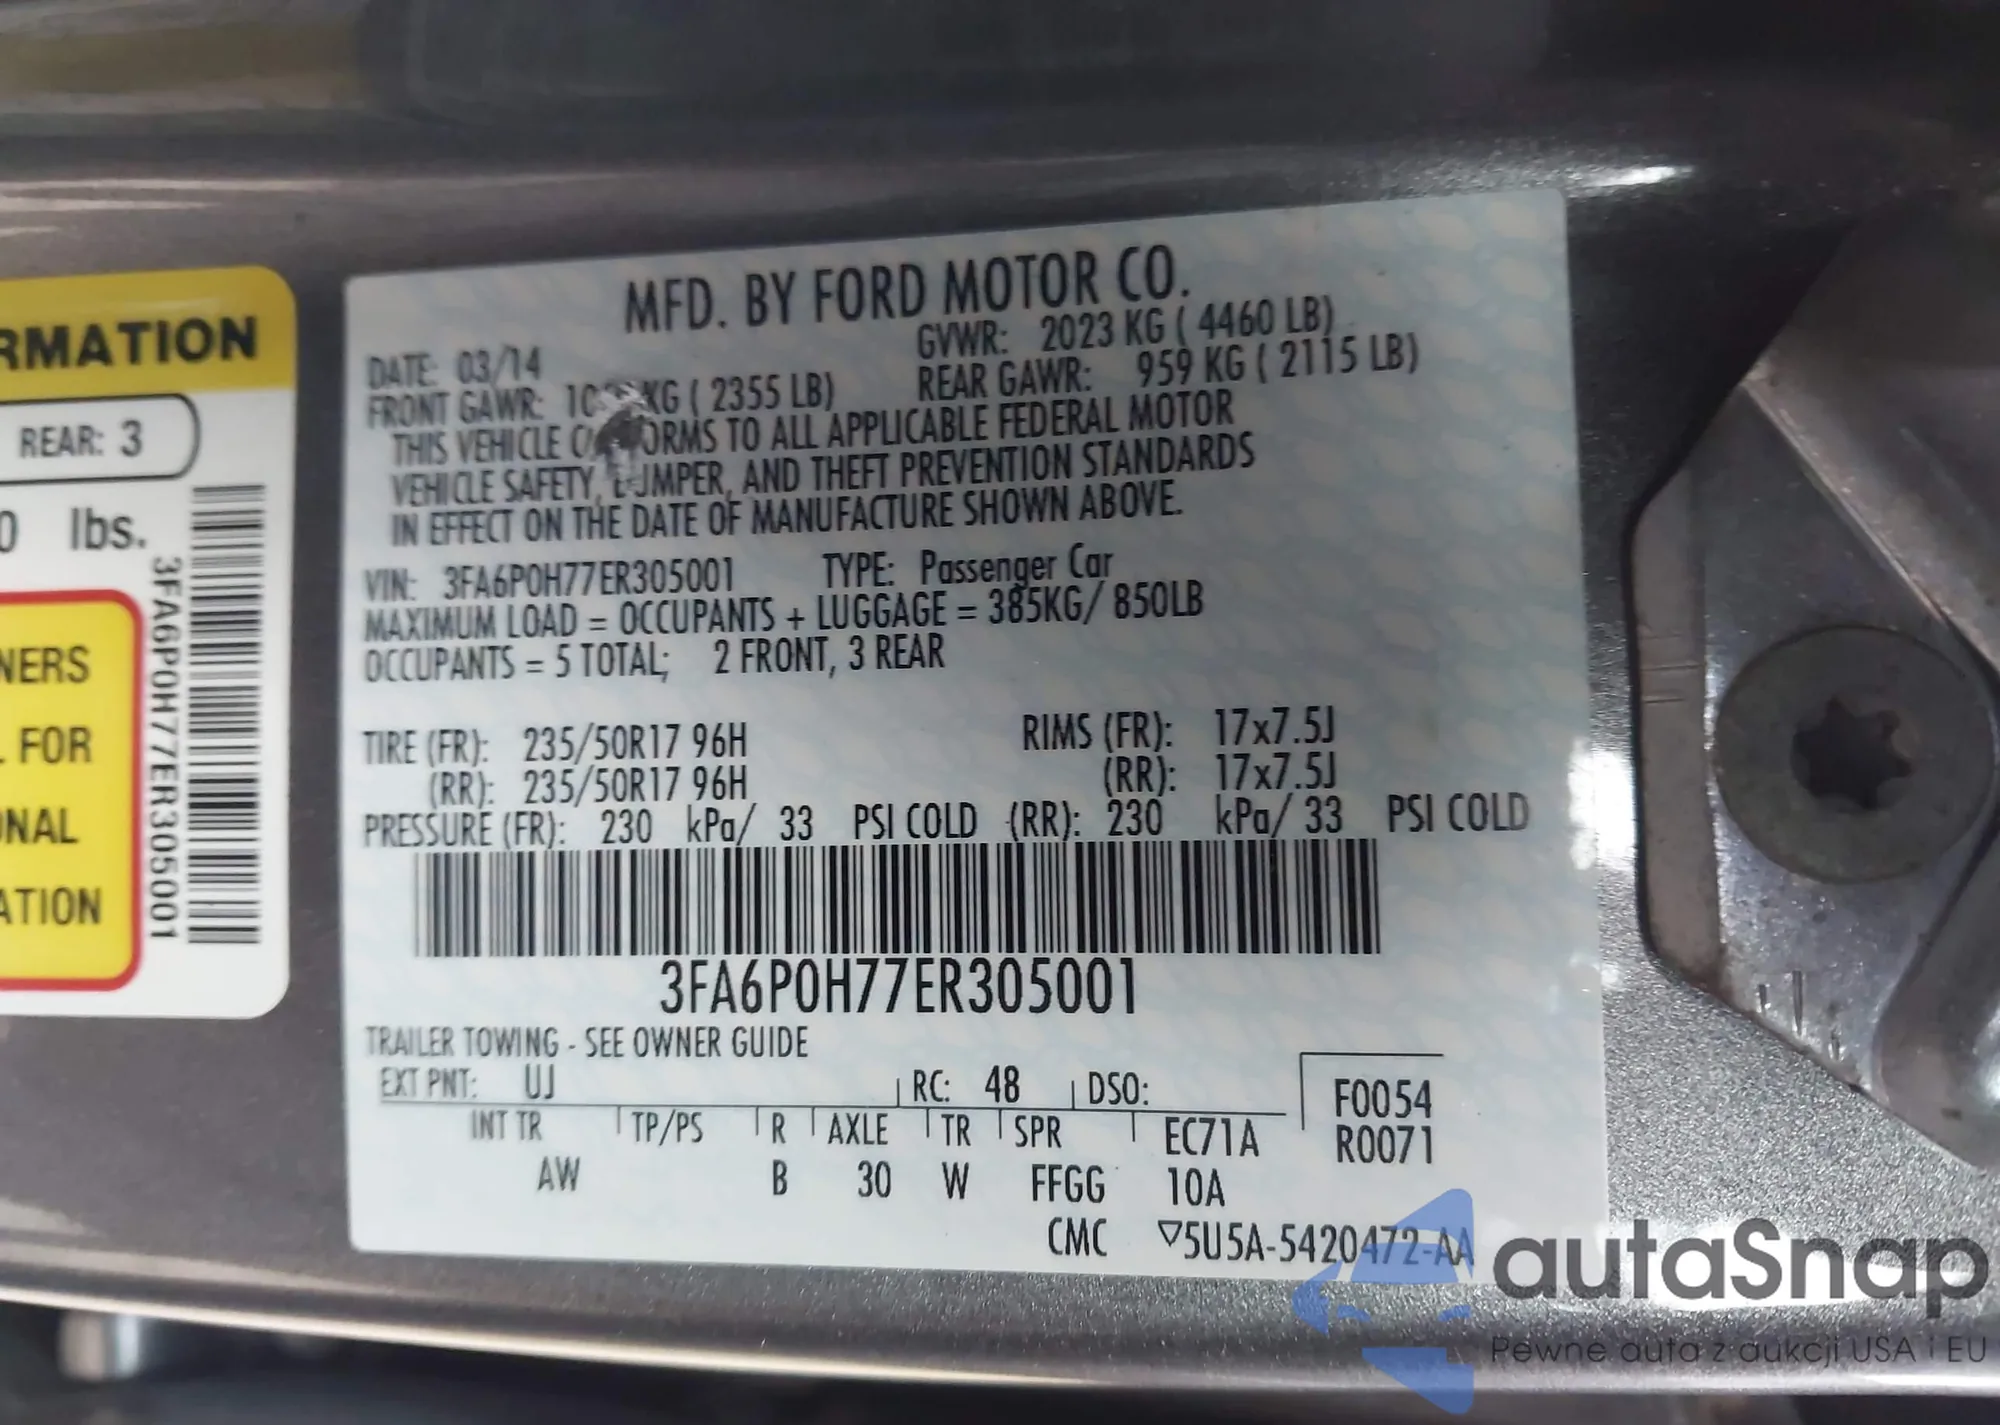 RMATION
REAR: 3
0 lbs.
NERS
L FOR
ONAL
ATION
3FA6P0H77ER305001
MFD. BY FORD MOTOR CO.
DATE: 03/14 GVWR: 2023 KG ( 4460 LB)
FRONT GAWR: KG ( 2355 LB) REAR GAWR: 959 KG ( 2115 LB)
THIS VEHICLE CONFORMS TO ALL APPLICABLE FEDERAL MOTOR
VEHICLE SAFETY, BUMPER, AND THEFT PREVENTION STANDARDS
IN EFFECT ON THE DATE OF MANUFACTURE SHOWN ABOVE.
VIN: 3FA6P0H77ER305001 TYPE: Passenger Car
MAXIMUM LOAD = OCCUPANTS + LUGGAGE = 385KG/ 850LB
OCCUPANTS = 5 TOTAL; 2 FRONT, 3 REAR
TIRE (FR): 235/50R17 96H RIMS (FR): 17x7.5J
(RR): 235/50R17 96H (RR): 17x7.5J
PRESSURE (FR): 230 kPa/ 33 PSI COLD (RR): 230 kPa/ 33 PSI COLD
3FA6P0H77ER305001
TRAILER TOWING - SEE OWNER GUIDE
EXT PNT: UJ RC: 48 DSO: F0054
INT TR TP/PS R AXLE TR SPR EC71A R0071
AW B 30 W FFGG 10A
CMC ▽5U5A-5420472-AA
autaSnap
Pewne auta z aukcji USA i EU